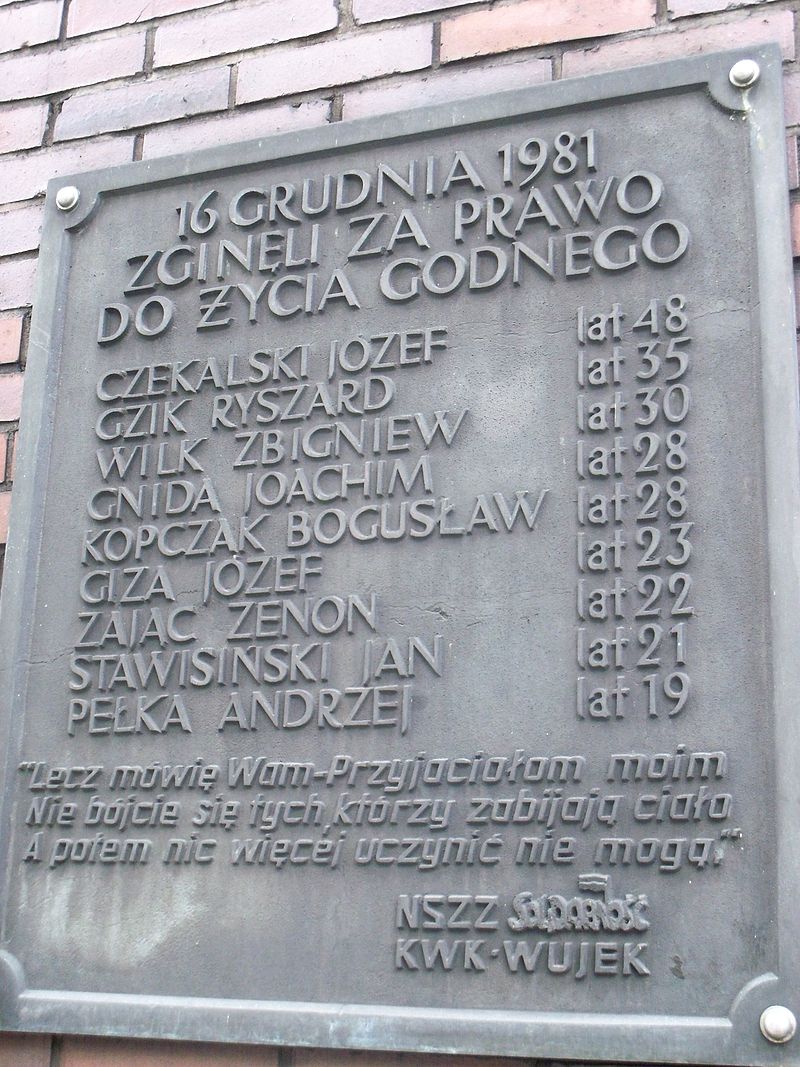 16 GRUDNIA 1981
ZGINĘLI ZA PRAWO
DO ŻYCIA GODNEGO
CZEKALSKI JÓZEF lat 48
GZIK RYSZARD lat 35
WILK ZBIGNIEW lat 30
GNIDA JOACHIM lat 28
KOPCZAK BOGUSŁAW lat 28
GIZA JÓZEF lat 23
ZAJĄC ZENON lat 22
STAWISIŃSKI JAN lat 21
PEŁKA ANDRZEJ lat 19
"Lecz mówię Wam-Przyjaciołom moim
Nie bójcie się tych, którzy zabijają ciało
A potem nic więcej uczynić nie mogą,"
NSZZ SOLIDARNOŚĆ
KWK-WUJEK